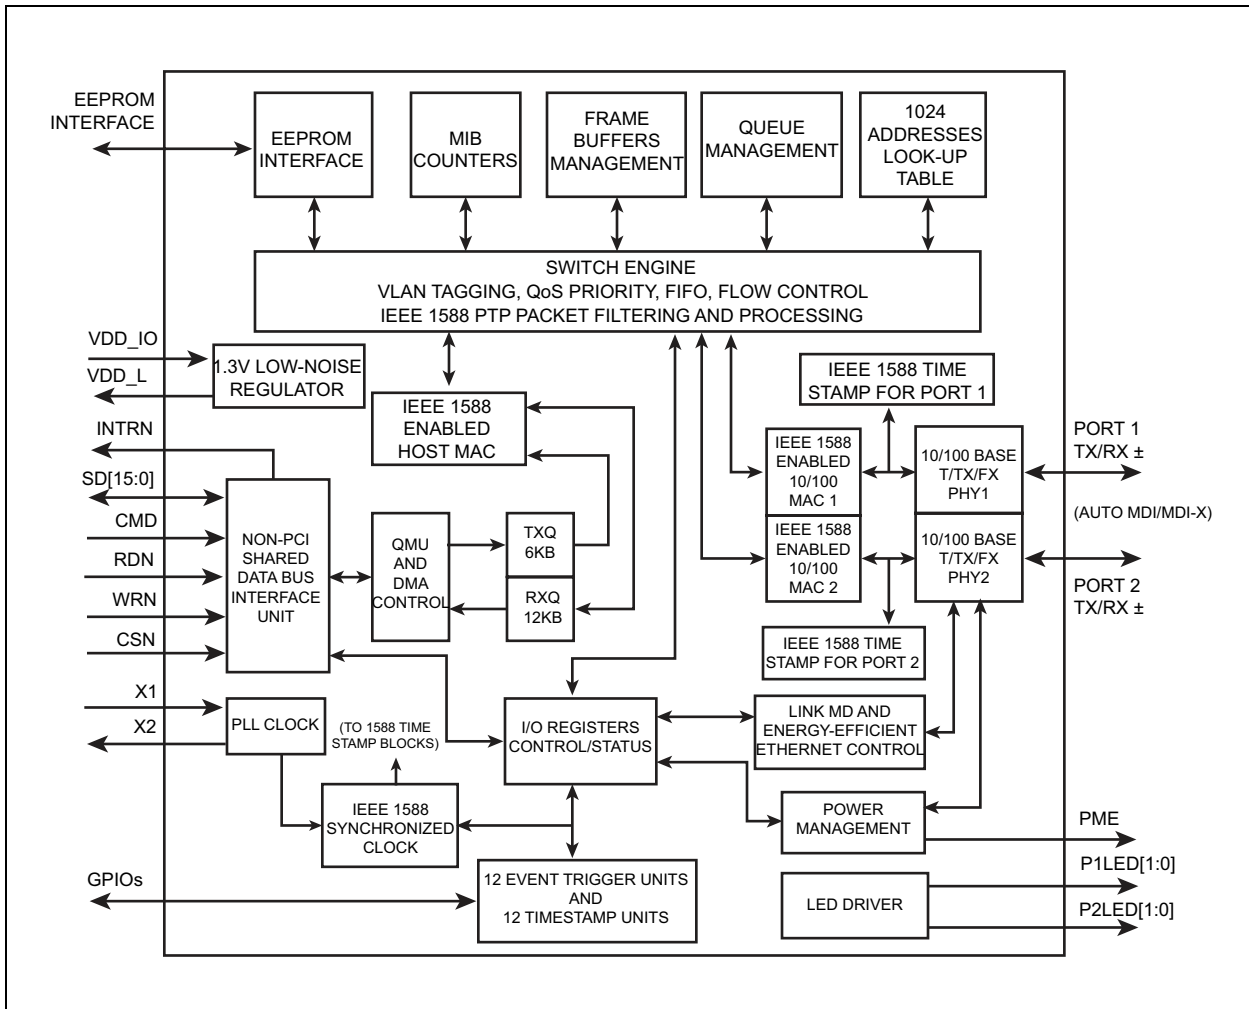 EEPROM
INTERFACE
EEPROM
INTERFACE
MIB
COUNTERS
FRAME
BUFFERS
MANAGEMENT
QUEUE
MANAGEMENT
1024
ADDRESSES
LOOK-UP
TABLE
SWITCH ENGINE
VLAN TAGGING, QoS PRIORITY, FIFO, FLOW CONTROL
IEEE 1588 PTP PACKET FILTERING AND PROCESSING
VDD_IO
VDD_L
1.3V LOW-NOISE
REGULATOR
IEEE 1588
ENABLED
HOST MAC
IEEE 1588 TIME
STAMP FOR PORT 1
INTRN
SD[15:0]
CMD
RDN
WRN
CSN
NON-PCI
SHARED
DATA BUS
INTERFACE
UNIT
QMU
AND
DMA
CONTROL
TXQ
6KB
RXQ
12KB
IEEE 1588
ENABLED
10/100
MAC 1
IEEE 1588
ENABLED
10/100
MAC 2
10/100 BASE
T/TX/FX
PHY1
10/100 BASE
T/TX/FX
PHY2
PORT 1
TX/RX ±
(AUTO MDI/MDI-X)
PORT 2
TX/RX ±
IEEE 1588 TIME
STAMP FOR PORT 2
X1
X2
PLL CLOCK
(TO 1588 TIME
STAMP BLOCKS)
I/O REGISTERS
CONTROL/STATUS
LINK MD AND
ENERGY-EFFICIENT
ETHERNET CONTROL
IEEE 1588
SYNCHRONIZED
CLOCK
POWER
MANAGEMENT
PME
GPIOs
12 EVENT TRIGGER UNITS
AND
12 TIMESTAMP UNITS
LED DRIVER
P1LED[1:0]
P2LED[1:0]